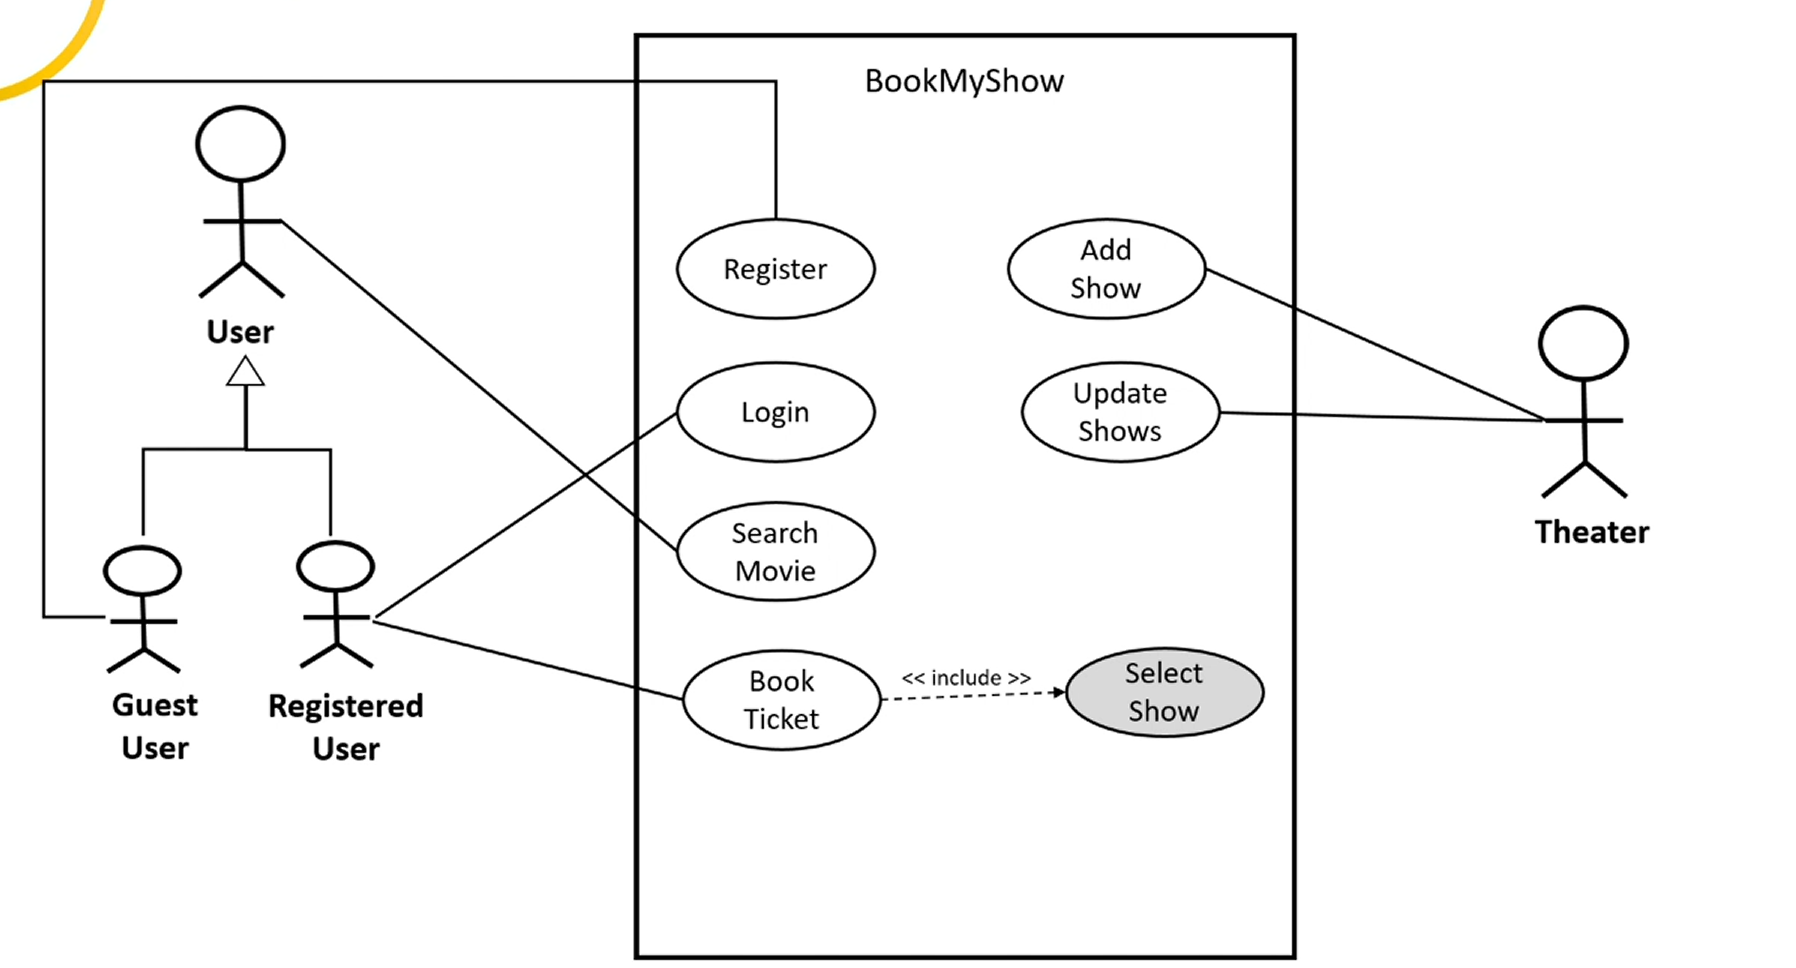 BookMyShow
User
Register
Add
Show
Login
Update
Shows
Search
Movie
Theater
Guest
User
Registered
User
Book
Ticket
<< include >>
Select
Show